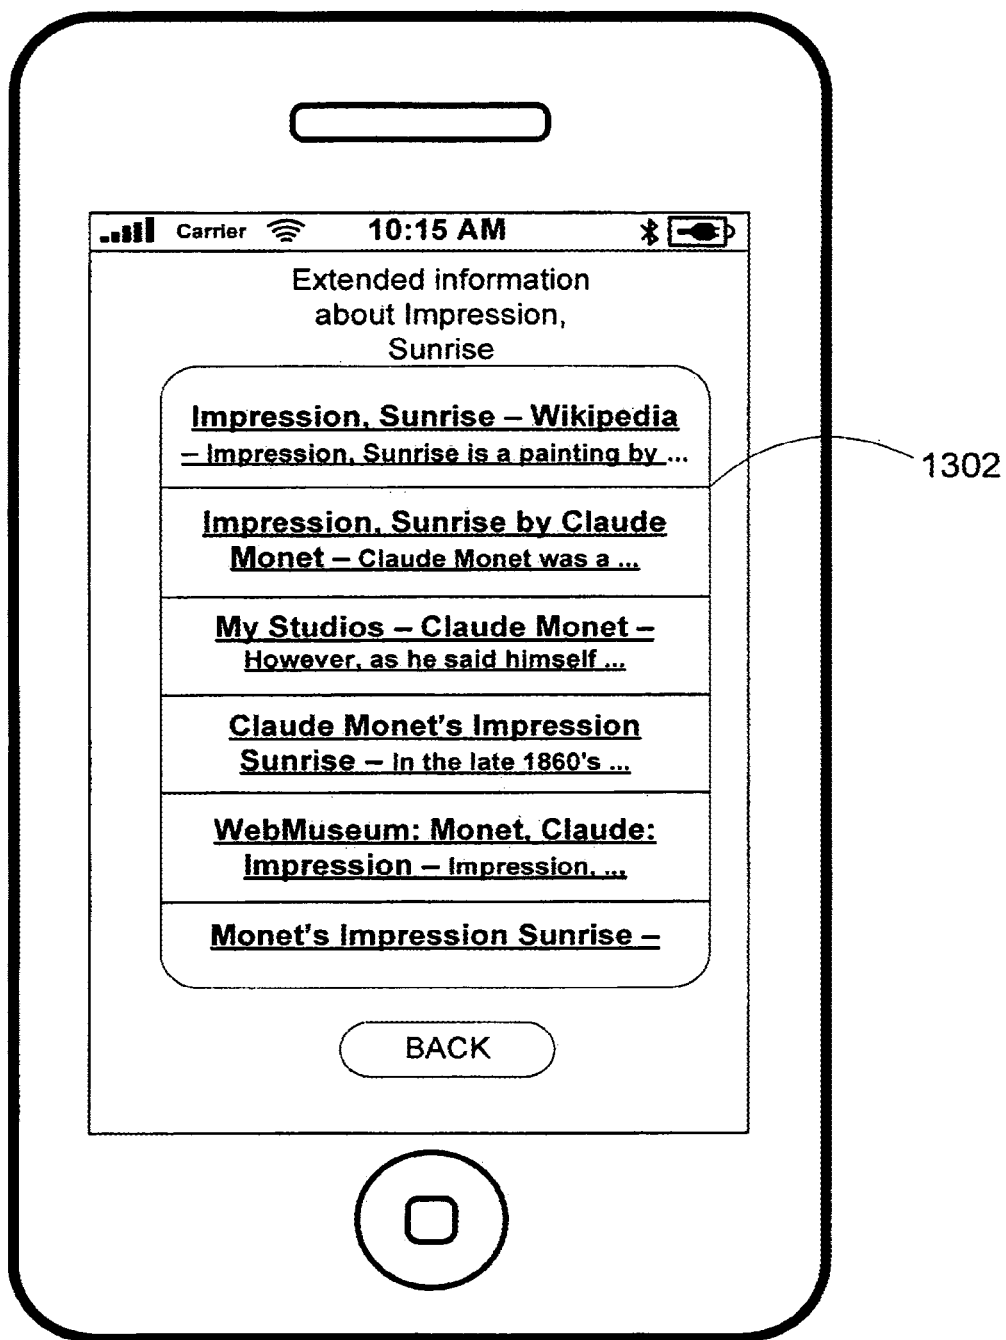 Carrier 10:15 AM
Extended information
about Impression,
Sunrise
Impression, Sunrise – Wikipedia
– Impression, Sunrise is a painting by ...
1302
Impression, Sunrise by Claude
Monet – Claude Monet was a ...
My Studios – Claude Monet –
However, as he said himself ...
Claude Monet's Impression
Sunrise – In the late 1860's ...
WebMuseum: Monet, Claude:
Impression – Impression, ...
Monet's Impression Sunrise –
BACK